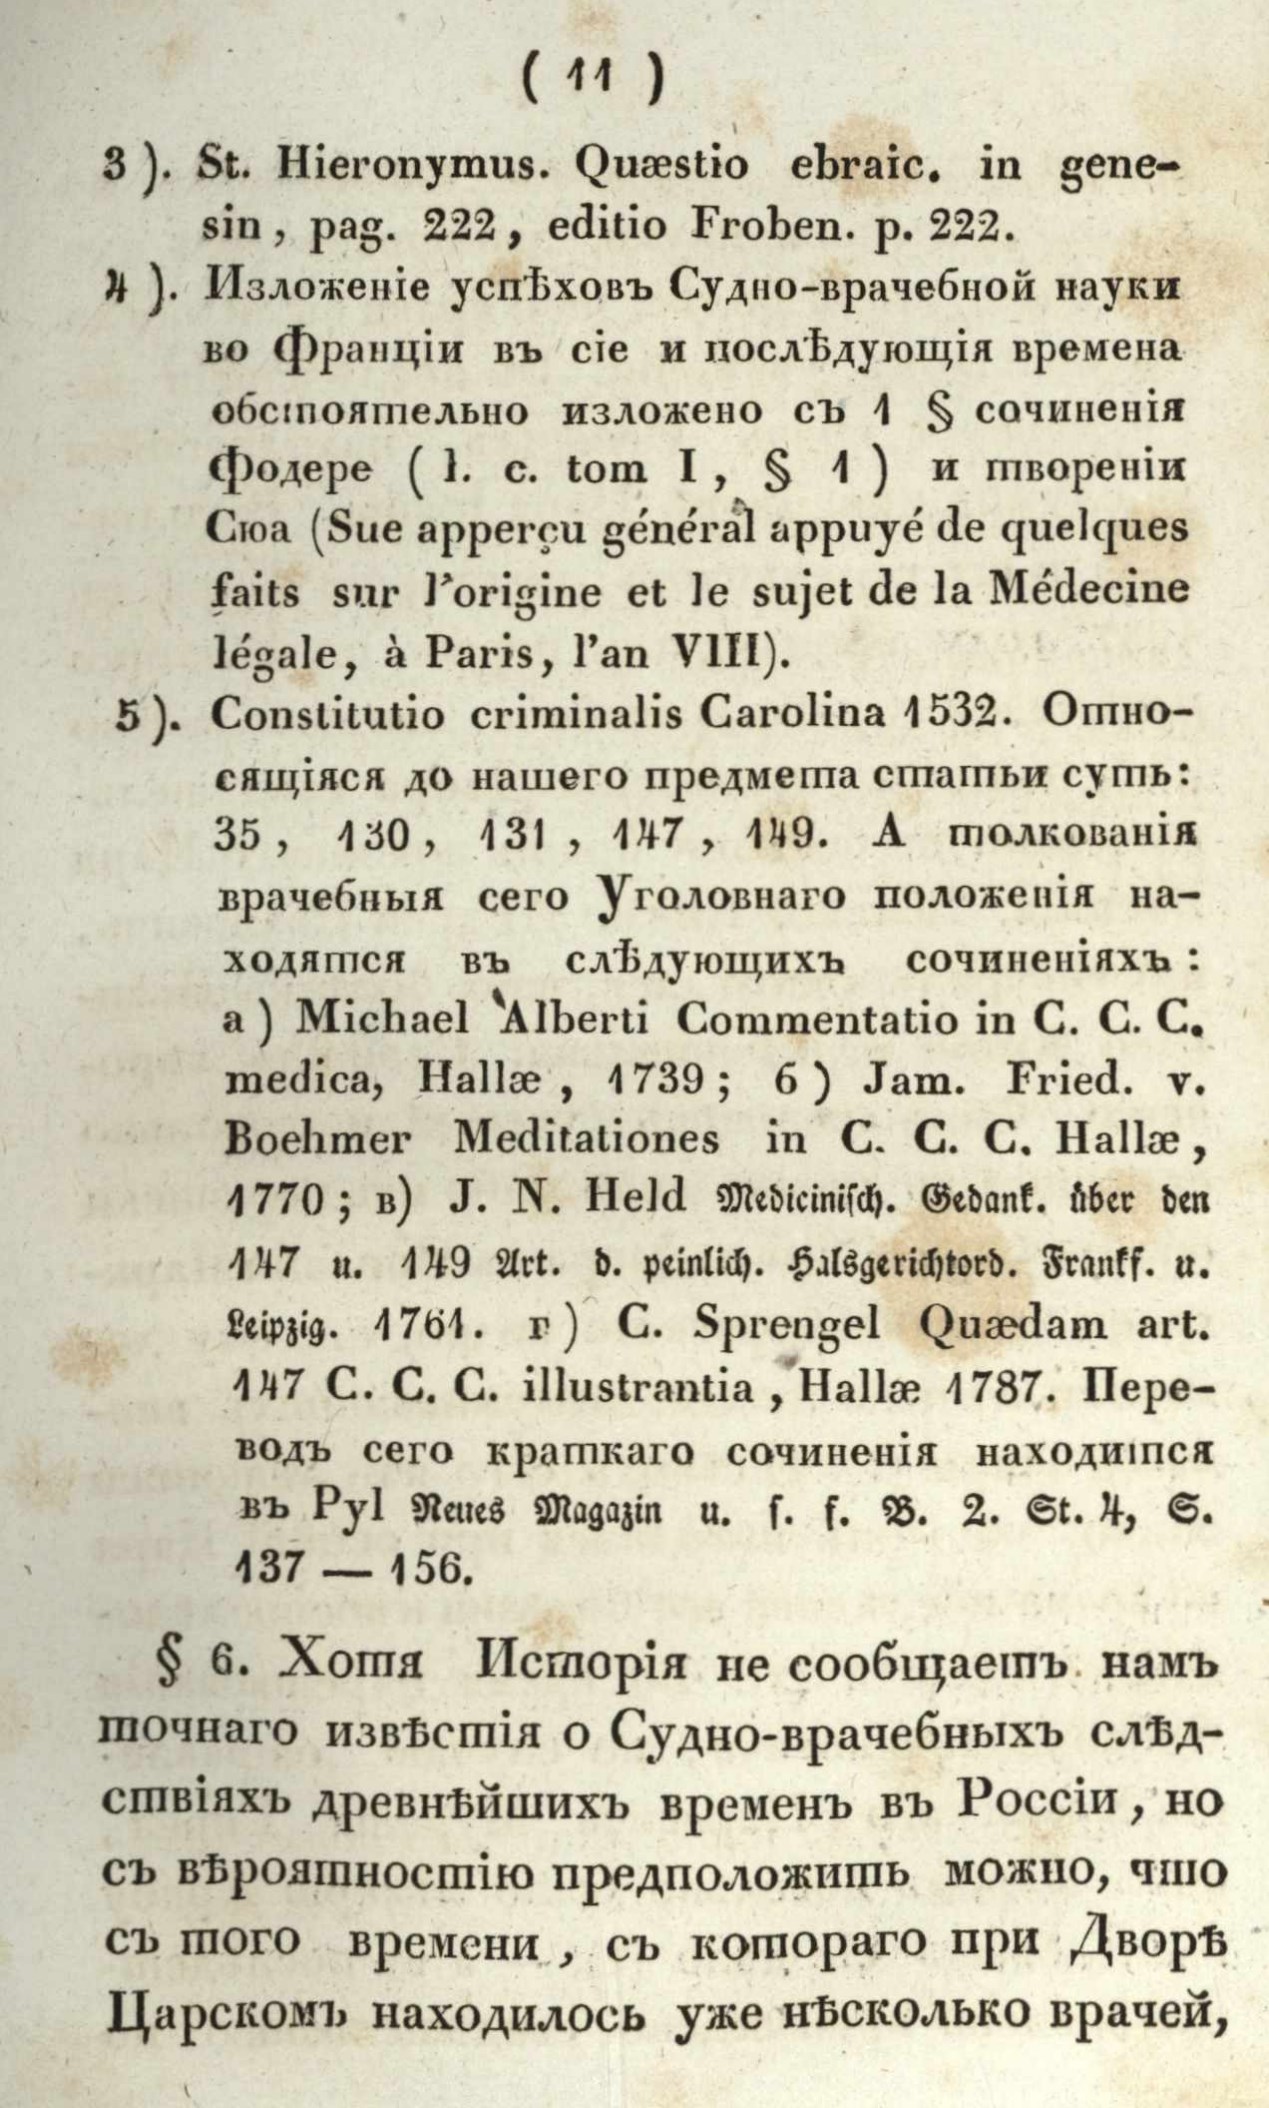 ( 11 )
3 ). St. Hieronymus. Quæstio ebraic. in gene-
sin , pag. 222 , editio Froben. p. 222.
4 ). Изложеніе успѣховъ Судно-врачебной науки
во Франціи въ сіе и послѣдующія времена
обстоятельно изложено съ 1 § сочиненія
Фодере ( l. c. tom I , § 1 ) и твореніи
Сюа (Sue apperçu général appuyé de quelques
faits sur l'origine et le sujet de la Médecine
légale, à Paris, l'an VIII).
5 ). Constitutio criminalis Carolina 1532. Отно-
сящіяся до нашего предмета статьи суть:
35 , 130 , 131 , 147 , 149. А толкованія
врачебныя сего Уголовнаго положенія на-
ходятся въ слѣдующихъ сочиненіяхъ :
а ) Michael Alberti Commentatio in C. C. C.
medica, Hallæ , 1739 ; б ) Jam. Fried. v.
Boehmer Meditationes in C. C. C. Hallæ ,
1770 ; в) J. N. Held Medicinisch. Gedank. über den
147 u. 149 Art. d. peinlich. Halsgerichtord. Frankf. u.
Leipzig. 1761. г ) C. Sprengel Quædam art.
147 C. C. C. illustrantia , Hallæ 1787. Пере-
водъ сего краткаго сочиненія находится
въ Pyl Neues Magazin u. s. f. B. 2. St. 4, S.
137 — 156.
§ 6. Хотя Исторія не сообщаетъ намъ
точнаго извѣстія о Судно-врачебныхъ слѣд-
ствіяхъ древнѣйшихъ временъ въ Россіи , но
съ вѣроятностію предположить можно, что
съ того времени , съ котораго при Дворѣ
Царскомъ находилось уже нѣсколько врачей,